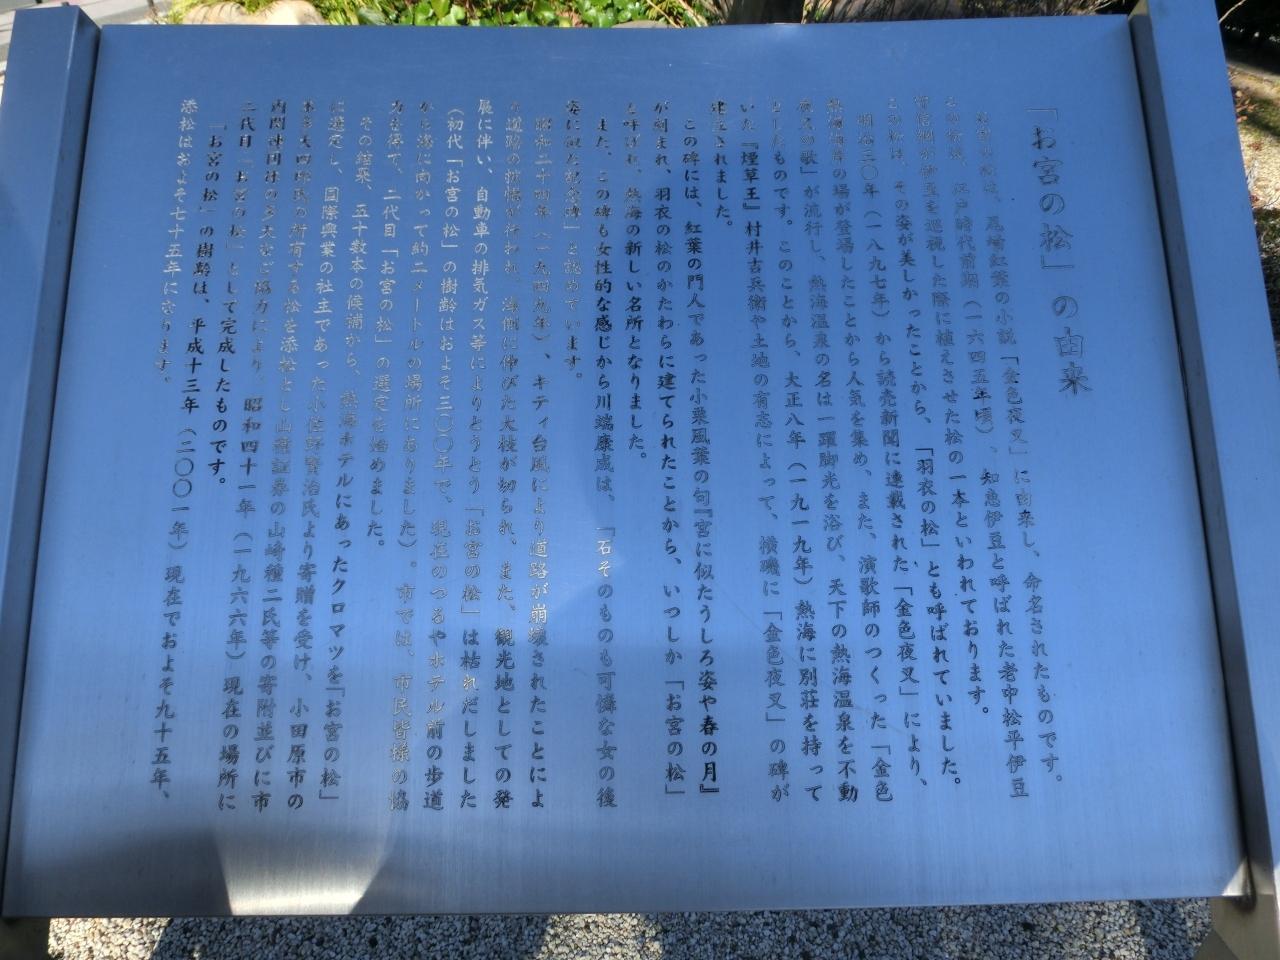 「お宮の松」の由来
お宮の松は、尾崎紅葉の小説「金色夜叉」に由来し、命名されたものです。
この松は、江戸時代前期（一六四五年頃）、知恵伊豆と呼ばれた老中松平伊豆
守信綱が伊豆を巡視した際に植えさせた松の一本といわれております。
この松は、その姿が美しかったことから、「羽衣の松」とも呼ばれていました。
明治三〇年（一八九七年）から読売新聞に連載された「金色夜叉」により、
熱海海岸の場が登場したことから人気を集め、また、演歌師のつくった「金色
夜叉の歌」が流行し、熱海温泉の名は一躍脚光を浴び、天下の熱海温泉を不動
としたものです。このことから、大正八年（一九一九年）熱海に別荘を持って
いた『煙草王』村井吉兵衛や土地の有志によって、横磯に「金色夜叉」の碑が
建立されました。
この碑には、紅葉の門人であった小栗風葉の句『宮に似たうしろ姿や春の月』
が刻まれ、羽衣の松のかたわらに建てられたことから、いつしか「お宮の松」
と呼ばれ、熱海の新しい名所となりました。
また、この碑も女性的な感じから川端康成は、「石そのものも可憐な女の後
姿に似た記念碑」と認めています。
昭和二十四年（一九四九年）、キティ台風により道路が崩壊されたことによ
り道路の拡幅が行われ、海側に伸びた大枝が切られ、また、観光地としての発
展に伴い、自動車の排気ガス等によりとうとう「お宮の松」は枯れだしました
（初代「お宮の松」の樹齢はおよそ三〇〇年で、現在のつるやホテル前の歩道
から海に向かって約二メートルの場所にありました）。市では、市民皆様の協
力を得て、二代目「お宮の松」の選定を始めました。
その結果、五十数本の候補から、熱海ホテルにあったクロマツを「お宮の松」
に選定し、国際興業の社主であった小佐野賢治氏より寄贈を受け、小田原市の
本多大四郎氏の所有する松を添松とし山種証券の山崎種二氏等の寄附並びに市
内関係団体の多大なご協力により、昭和四十一年（一九六六年）現在の場所に
二代目「お宮の松」として完成したものです。
「お宮の松」の樹齢は、平成十三年（二〇〇一年）現在でおよそ九十五年、
添松はおよそ七十五年になります。